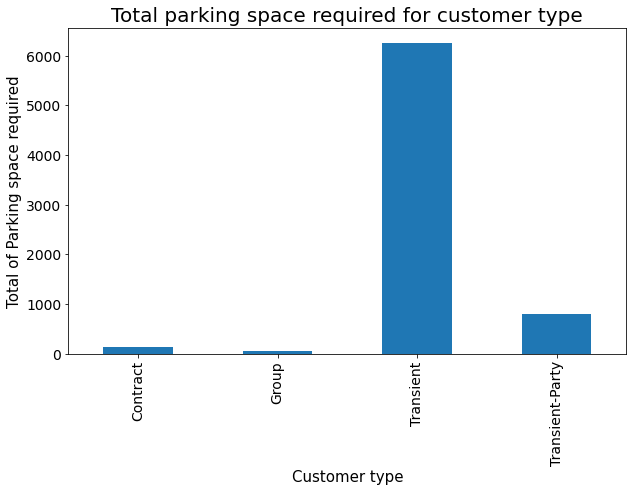 Total parking space required for customer type
Total of Parking space required
6000
5000
4000
3000
2000
1000
0
Contract
Group
Transient
Transient-Party
Customer type